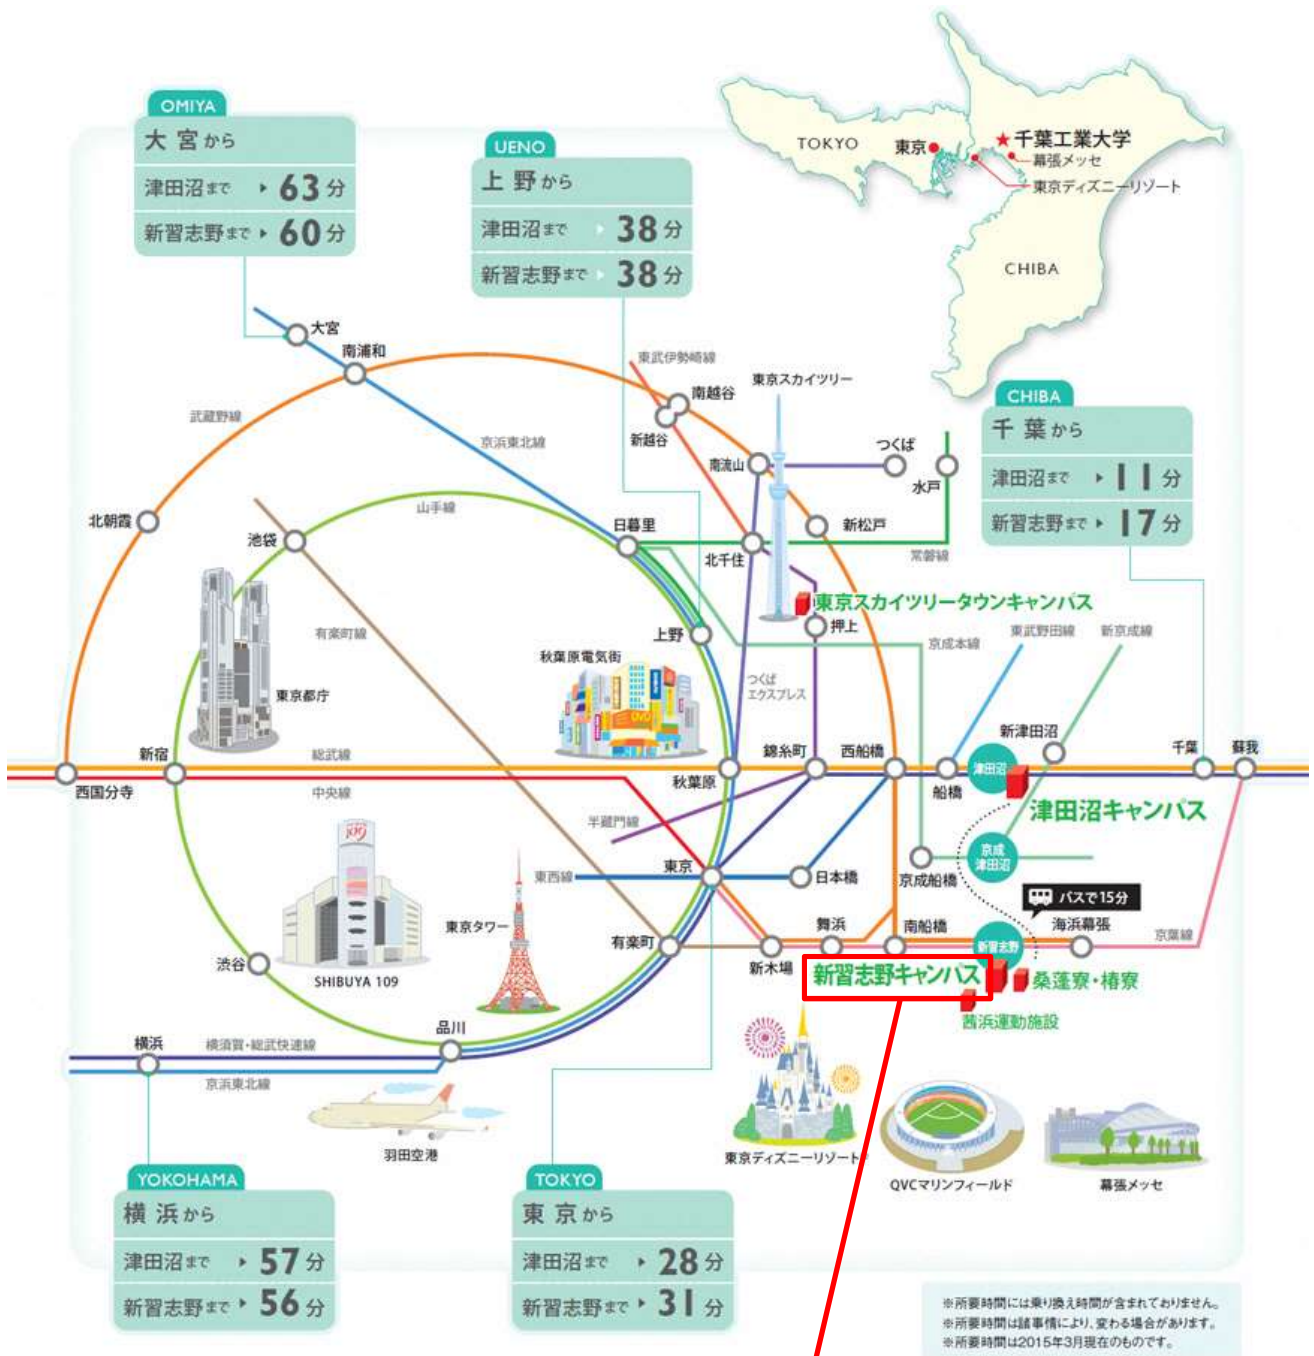 OMIYA
大宮から
津田沼まで 63分
新習志野まで 60分
UENO
上野から
津田沼まで 38分
新習志野まで 38分
TOKYO
東京
★千葉工業大学
幕張メッセ
東京ディズニーリゾート
CHIBA
CHIBA
千葉から
津田沼まで 11分
新習志野まで 17分
大宮
南浦和
武蔵野線
京浜東北線
東武伊勢崎線
東京スカイツリー
南越谷
新越谷
南流山
つくば
水戸
北朝霞
池袋
山手線
日暮里
北千住
新松戸
常磐線
東京スカイツリータウンキャンパス
押上
有楽町線
上野
京成本線
東武野田線
新京成線
秋葉原電気街
つくば
エクスプレス
東京都庁
DVD
新津田沼
新宿
総武線
錦糸町
西船橋
津田沼
千葉
蘇我
西国分寺
中央線
秋葉原
船橋
津田沼キャンパス
半蔵門線
109
東京
東西線
日本橋
京成船橋
京成
津田沼
バスで15分
東京タワー
有楽町
舞浜
南船橋
新習志野
海浜幕張
京葉線
渋谷
SHIBUYA 109
新木場
新習志野キャンパス
桑蓬寮・椿寮
茜浜運動施設
品川
横浜
横須賀・総武快速線
京浜東北線
羽田空港
東京ディズニーリゾート
QVCマリンフィールド
幕張メッセ
YOKOHAMA
横浜から
津田沼まで 57分
新習志野まで 56分
TOKYO
東京から
津田沼まで 28分
新習志野まで 31分
※所要時間には乗り換え時間が含まれておりません。
※所要時間は諸事情により、変わる場合があります。
※所要時間は2015年3月現在のものです。